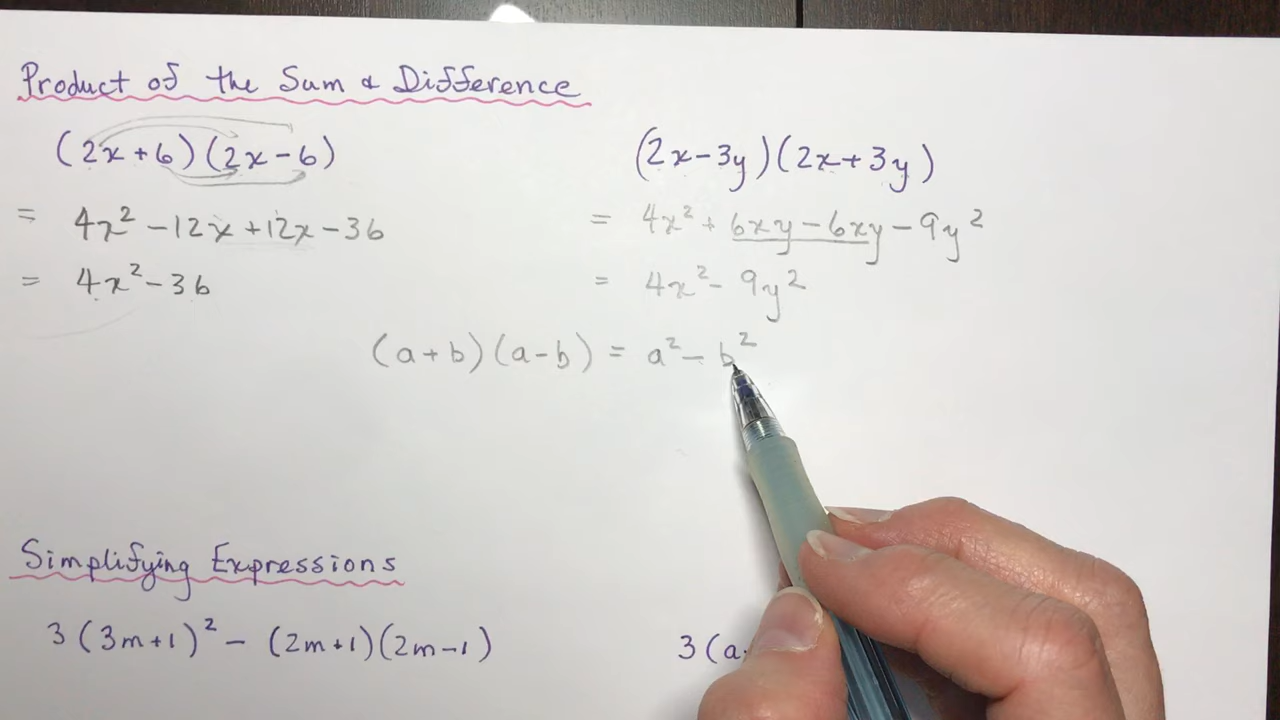 Product of the Sum & Difference
(2x+6)(2x-6)
= 4x² -12x +12x -36
= 4x² -36
(2x-3y)(2x+3y)
= 4x² + 6xy - 6xy - 9y²
= 4x² - 9y²
(a+b)(a-b) = a² - b²
Simplifying Expressions
3(3m+1)² - (2m+1)(2m-1)
3(a